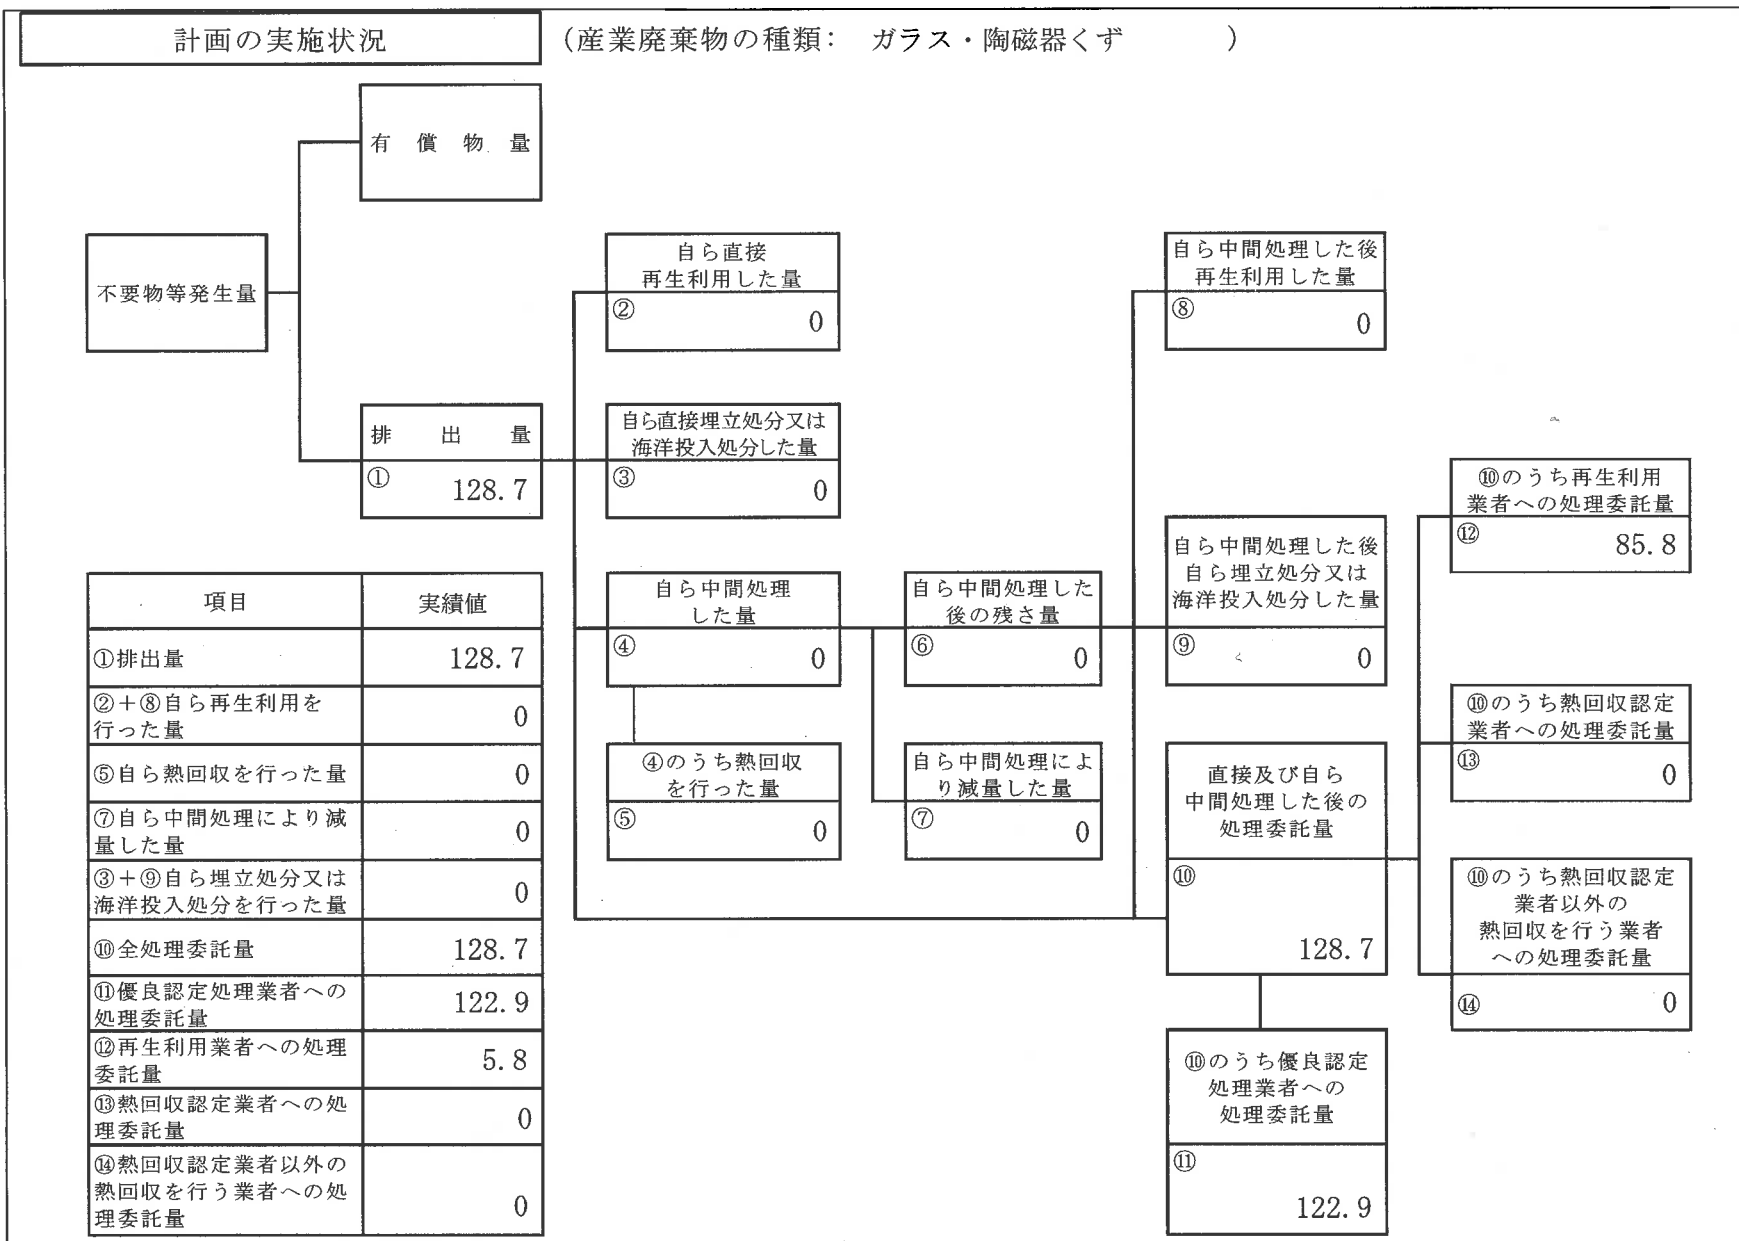 計画の実施状況
(産業廃棄物の種類: ガラス・陶磁器くず )
有償物量
不要物等発生量
排出量
① 128.7
自ら直接
再生利用した量
② 0
自ら直接埋立処分又は
海洋投入処分した量
③ 0
自ら中間処理
した量
④ 0
④のうち熱回収
を行った量
⑤ 0
自ら中間処理した
後の残さ量
⑥ 0
自ら中間処理によ
り減量した量
⑦ 0
自ら中間処理した後
再生利用した量
⑧ 0
自ら中間処理した後
自ら埋立処分又は
海洋投入処分した量
⑨ 0
直接及び自ら
中間処理した後の
処理委託量
⑩
128.7
⑩のうち優良認定
処理業者への
処理委託量
⑪
122.9
⑩のうち再生利用
業者への処理委託量
⑫ 85.8
⑩のうち熱回収認定
業者への処理委託量
⑬ 0
⑩のうち熱回収認定
業者以外の
熱回収を行う業者
への処理委託量
⑭ 0
項目 実績値
①排出量 128.7
②+⑧自ら再生利用を
行った量 0
⑤自ら熱回収を行った量 0
⑦自ら中間処理により減
量した量 0
③+⑨自ら埋立処分又は
海洋投入処分を行った量 0
⑩全処理委託量 128.7
⑪優良認定処理業者への
処理委託量 122.9
⑫再生利用業者への処理
委託量 5.8
⑬熱回収認定業者への処
理委託量 0
⑭熱回収認定業者以外の
熱回収を行う業者への処
理委託量 0